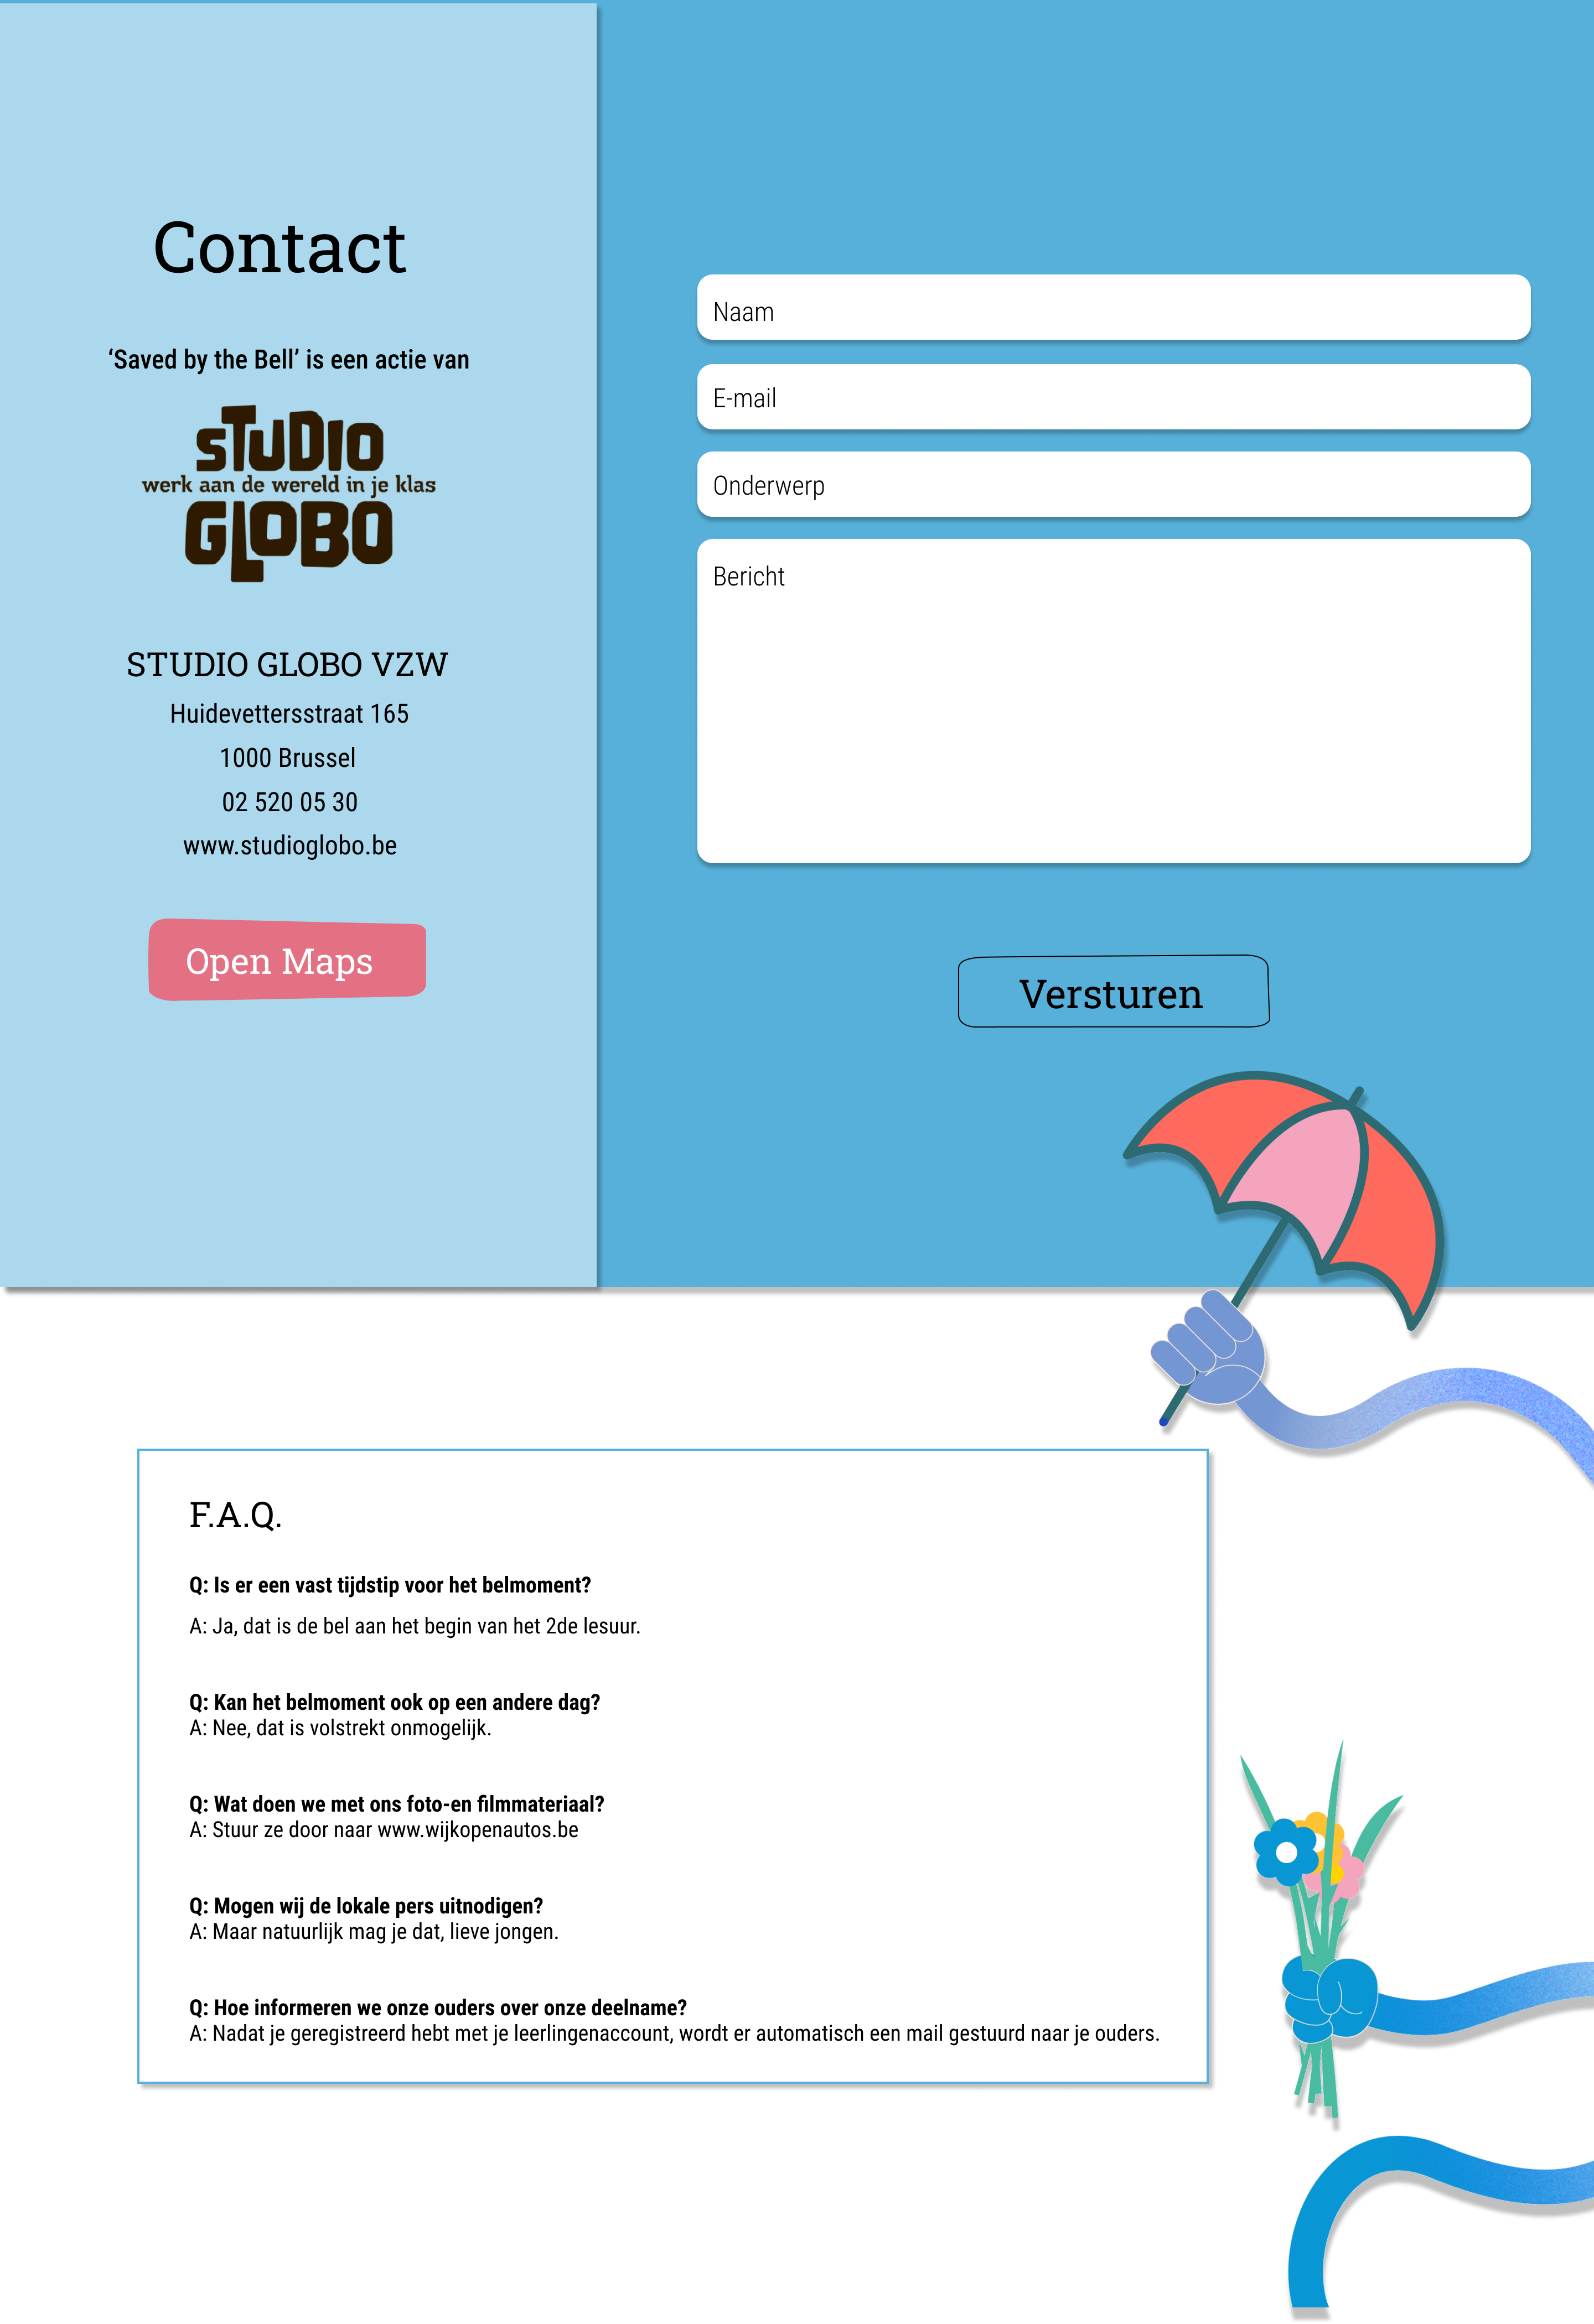 Contact
‘Saved by the Bell’ is een actie van
STUDIO
werk aan de wereld in je klas
GLOBO
STUDIO GLOBO VZW
Huidevettersstraat 165
1000 Brussel
02 520 05 30
www.studioglobo.be
Open Maps
Naam
E-mail
Onderwerp
Bericht
Versturen
F.A.Q.
Q: Is er een vast tijdstip voor het belmoment?
A: Ja, dat is de bel aan het begin van het 2de lesuur.
Q: Kan het belmoment ook op een andere dag?
A: Nee, dat is volstrekt onmogelijk.
Q: Wat doen we met ons foto-en filmmateriaal?
A: Stuur ze door naar www.wijkopenautos.be
Q: Mogen wij de lokale pers uitnodigen?
A: Maar natuurlijk mag je dat, lieve jongen.
Q: Hoe informeren we onze ouders over onze deelname?
A: Nadat je geregistreerd hebt met je leerlingenaccount, wordt er automatisch een mail gestuurd naar je ouders.